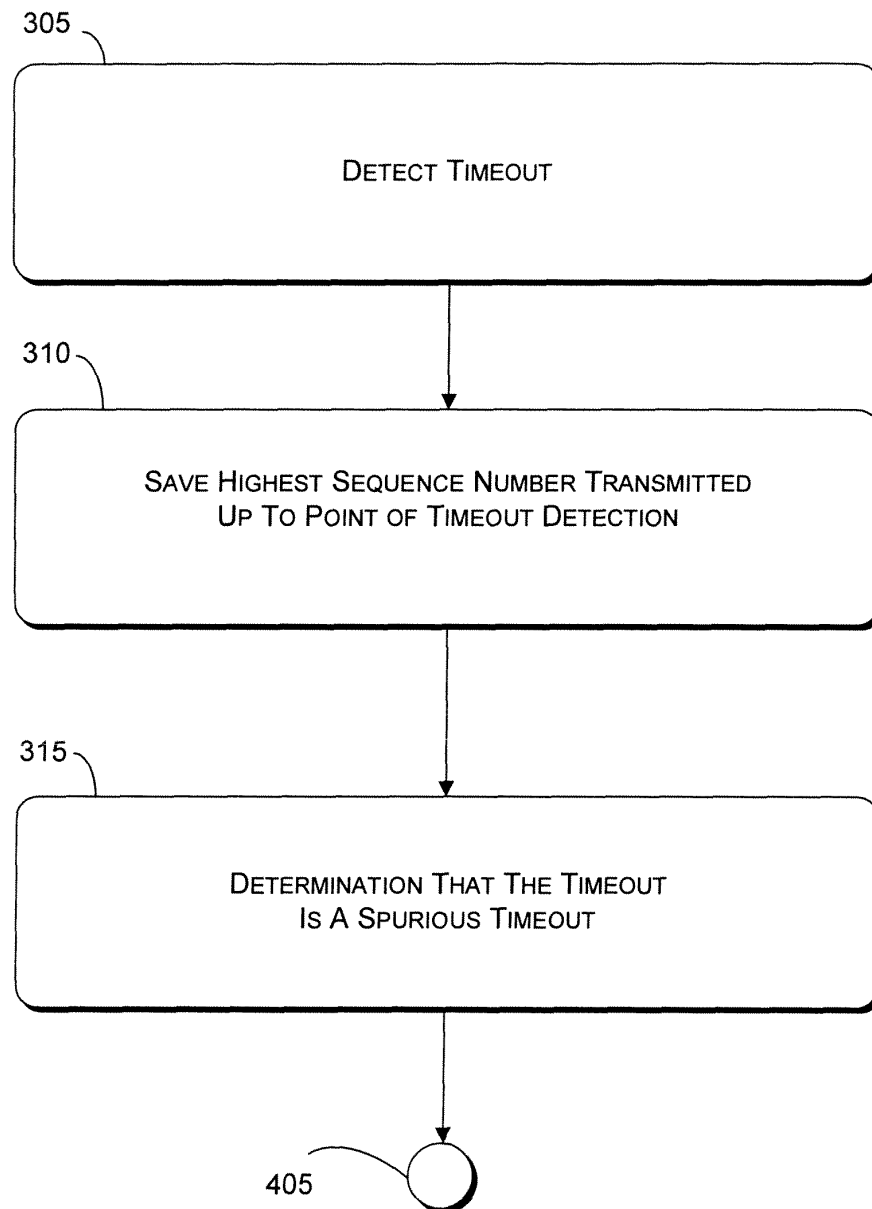 305
DETECT TIMEOUT
310
SAVE HIGHEST SEQUENCE NUMBER TRANSMITTED
UP TO POINT OF TIMEOUT DETECTION
315
DETERMINATION THAT THE TIMEOUT
IS A SPURIOUS TIMEOUT
405